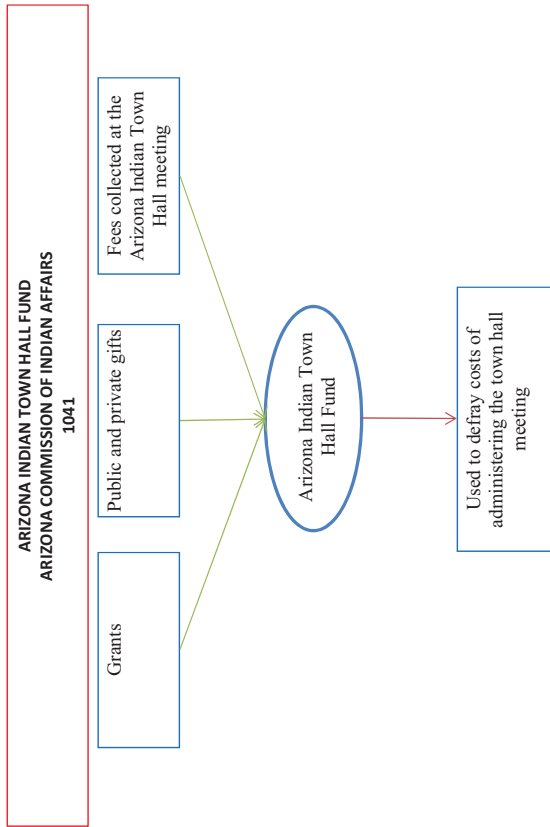 ARIZONA INDIAN TOWN HALL FUND
ARIZONA COMMISSION OF INDIAN AFFAIRS
1041
Grants
Public and private gifts
Fees collected at the
Arizona Indian Town
Hall meeting
Arizona Indian Town
Hall Fund
Used to defray costs of
administering the town hall
meeting